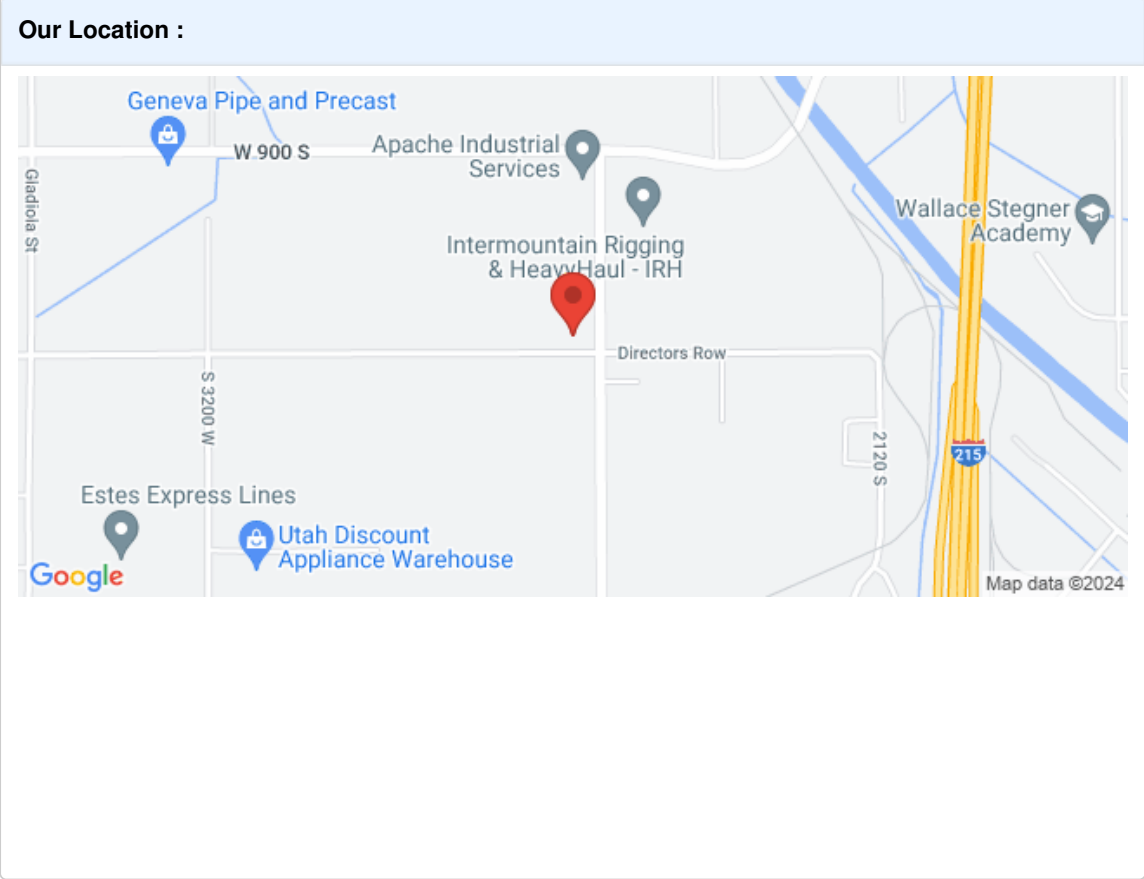 Our Location :
Geneva Pipe and Precast
W 900 S
Apache Industrial
Services
Gladiola St
Wallace Stegner
Academy
Intermountain Rigging
& HeavyHaul - IRH
Directors Row
S 3200 W
2120 S
215
Estes Express Lines
Utah Discount
Appliance Warehouse
Google
Map data ©2024